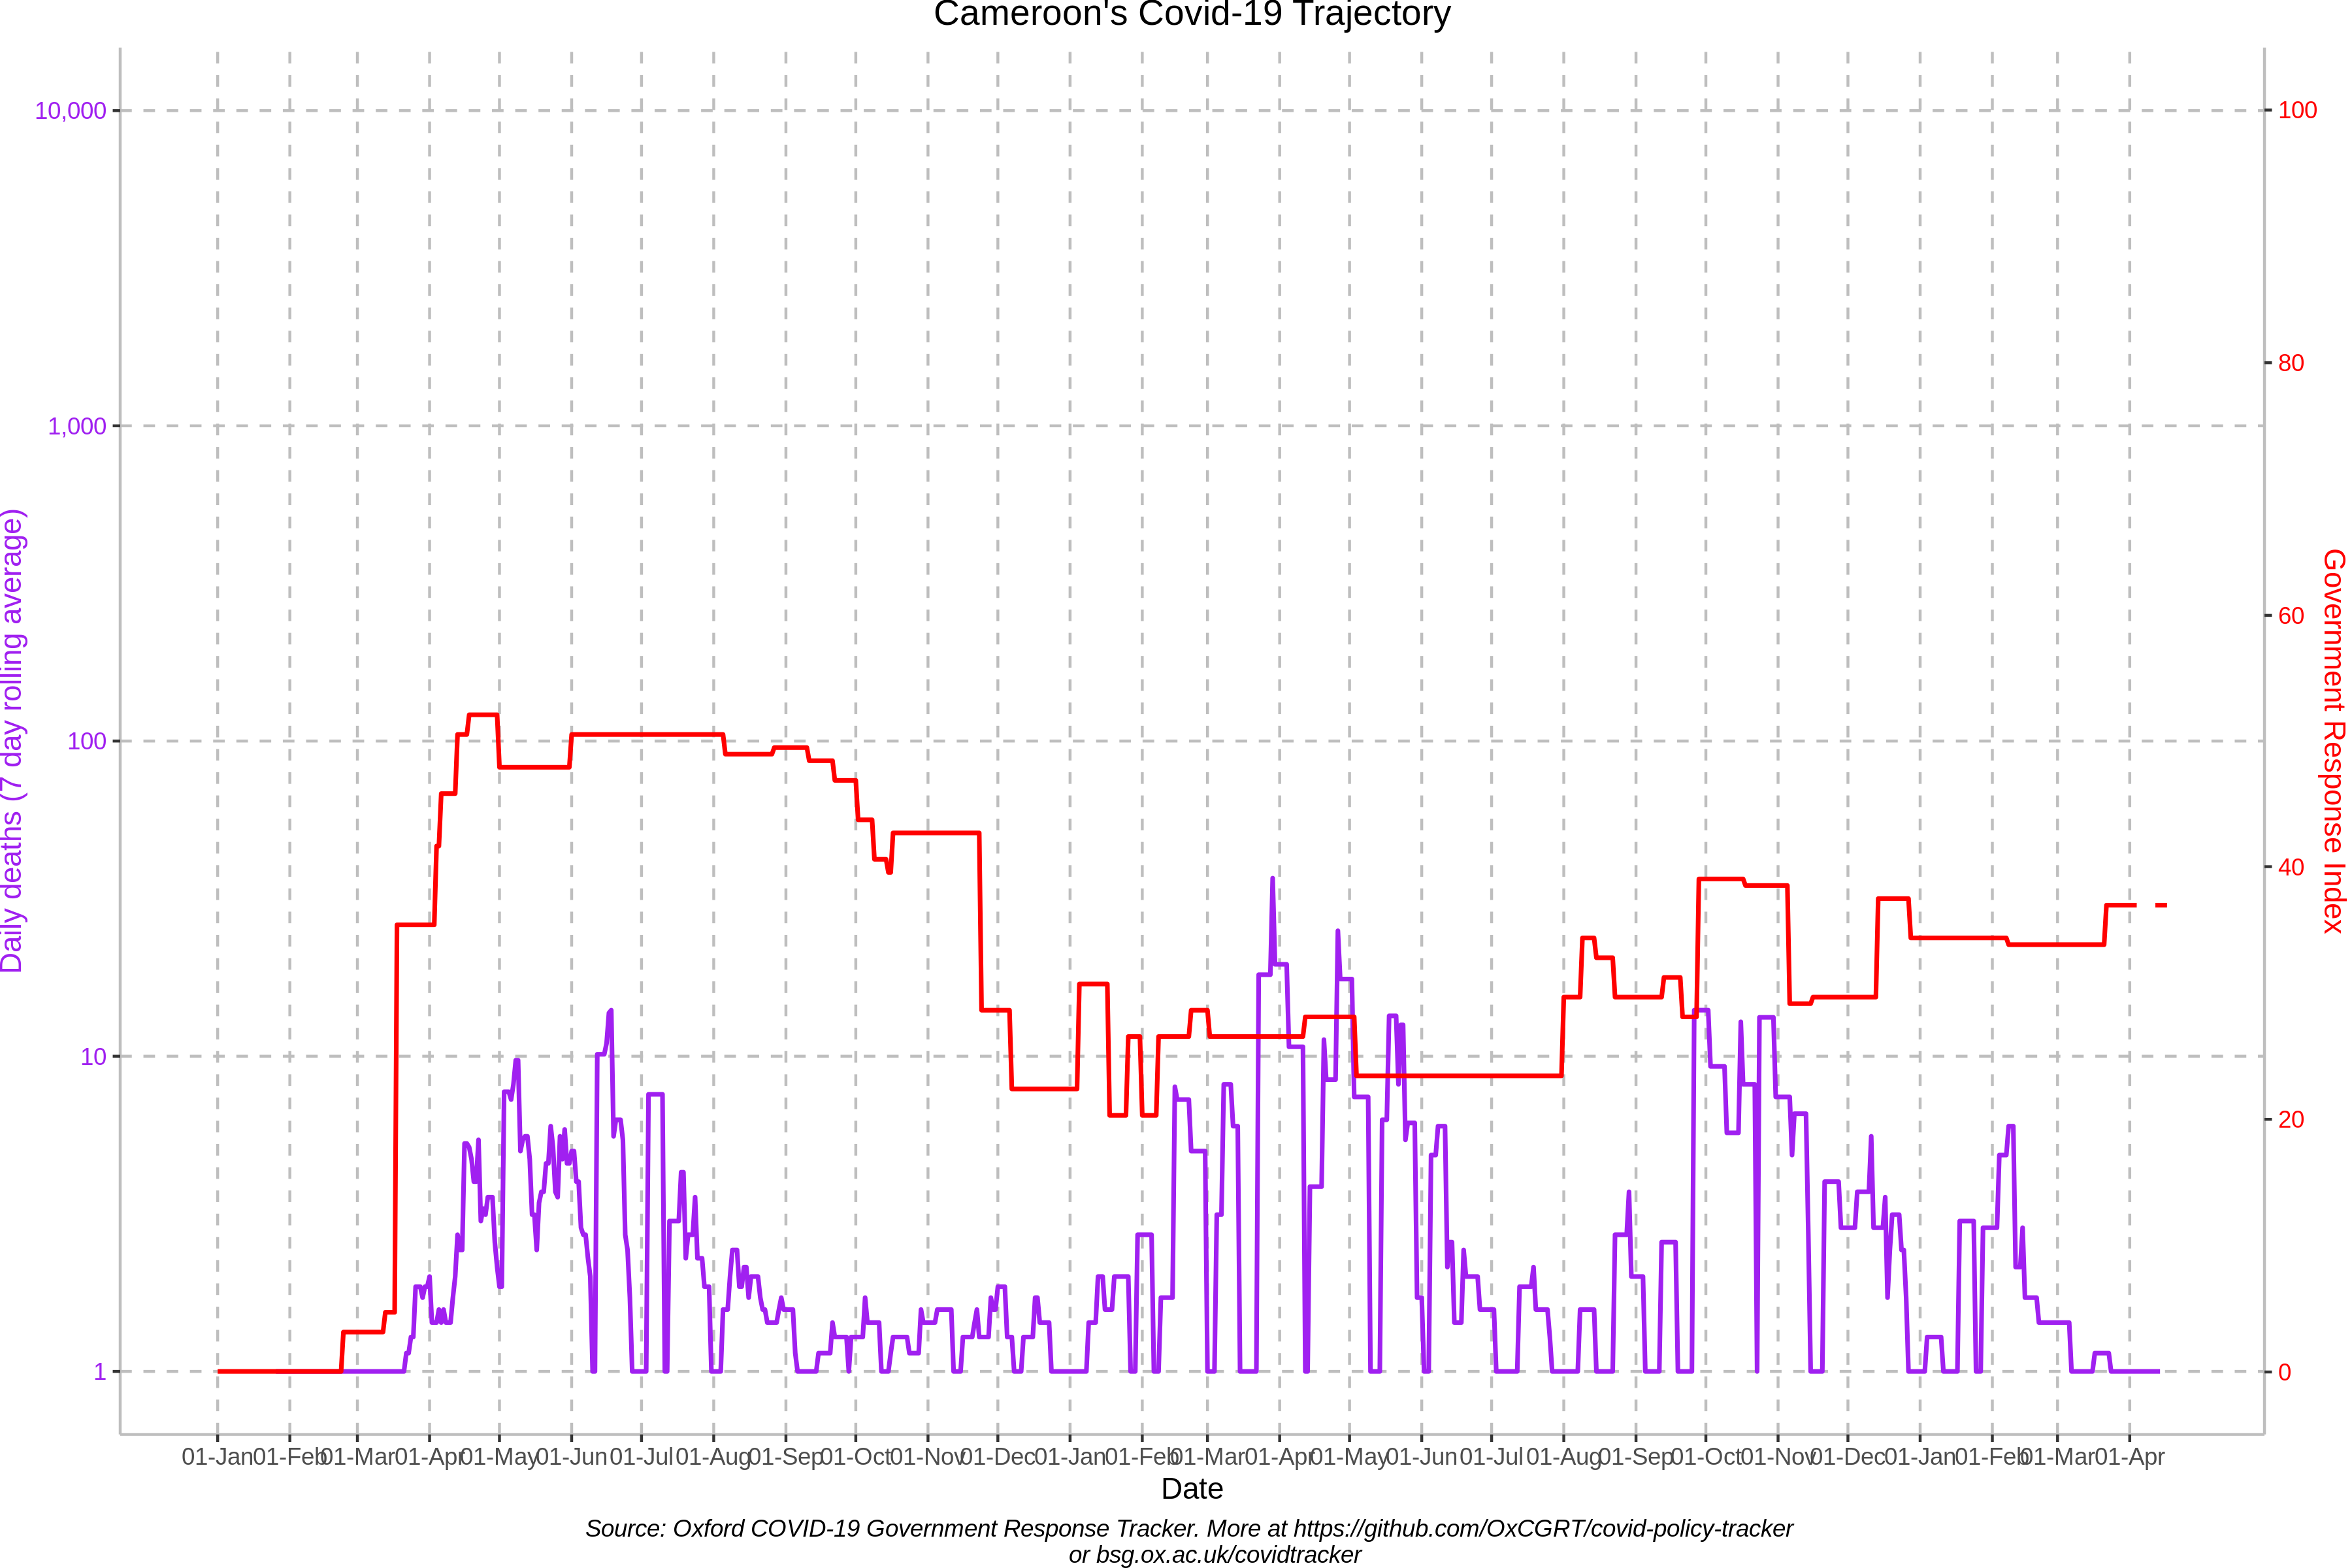 Cameroon's Covid-19 Trajectory
10,000
1,000
100
10
1
Daily deaths (7 day rolling average)
100
80
60
40
20
0
Government Response Index
01-Jan 01-Feb 01-Mar 01-Apr 01-May 01-Jun 01-Jul 01-Aug 01-Sep 01-Oct 01-Nov 01-Dec 01-Jan 01-Feb 01-Mar 01-Apr 01-May 01-Jun 01-Jul 01-Aug 01-Sep 01-Oct 01-Nov 01-Dec 01-Jan 01-Feb 01-Mar 01-Apr
Date
Source: Oxford COVID-19 Government Response Tracker. More at https://github.com/OxCGRT/covid-policy-tracker
or bsg.ox.ac.uk/covidtracker